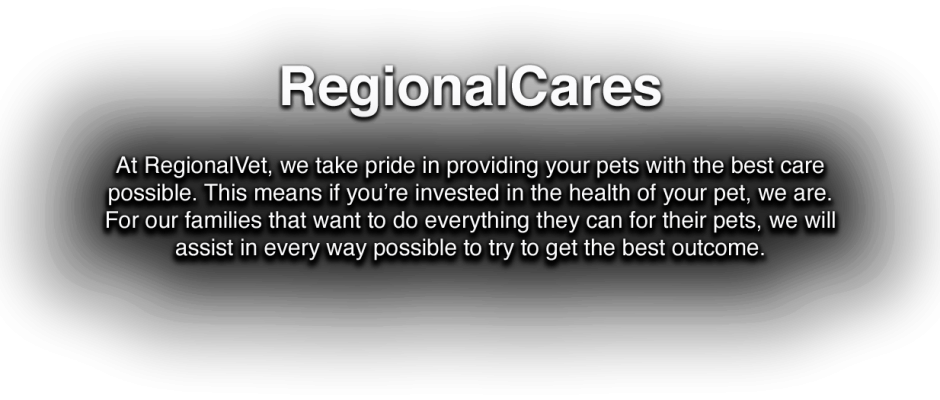 RegionalCares
At RegionalVet, we take pride in providing your pets with the best care
possible. This means if you’re invested in the health of your pet, we are.
For our families that want to do everything they can for their pets, we will
assist in every way possible to try to get the best outcome.